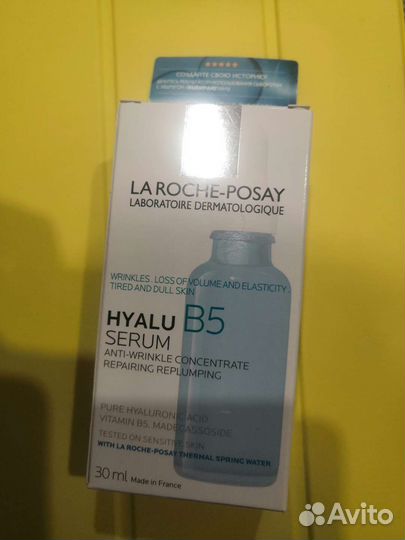 СОЗДАЙТЕ СВОЮ ИСТОРИЮ!
LA ROCHE-POSAY
LABORATOIRE DERMATOLOGIQUE
WRINKLES. LOSS OF VOLUME AND ELASTICITY.
TIRED AND DULL SKIN
HYALU B5
SERUM
ANTI-WRINKLE CONCENTRATE
REPAIRING REPLUMPING
PURE HYALURONIC ACID
VITAMIN B5. MADECASSOSIDE
TESTED ON SENSITIVE SKIN
WITH LA ROCHE-POSAY THERMAL SPRING WATER
30 ml Made in France
Avito